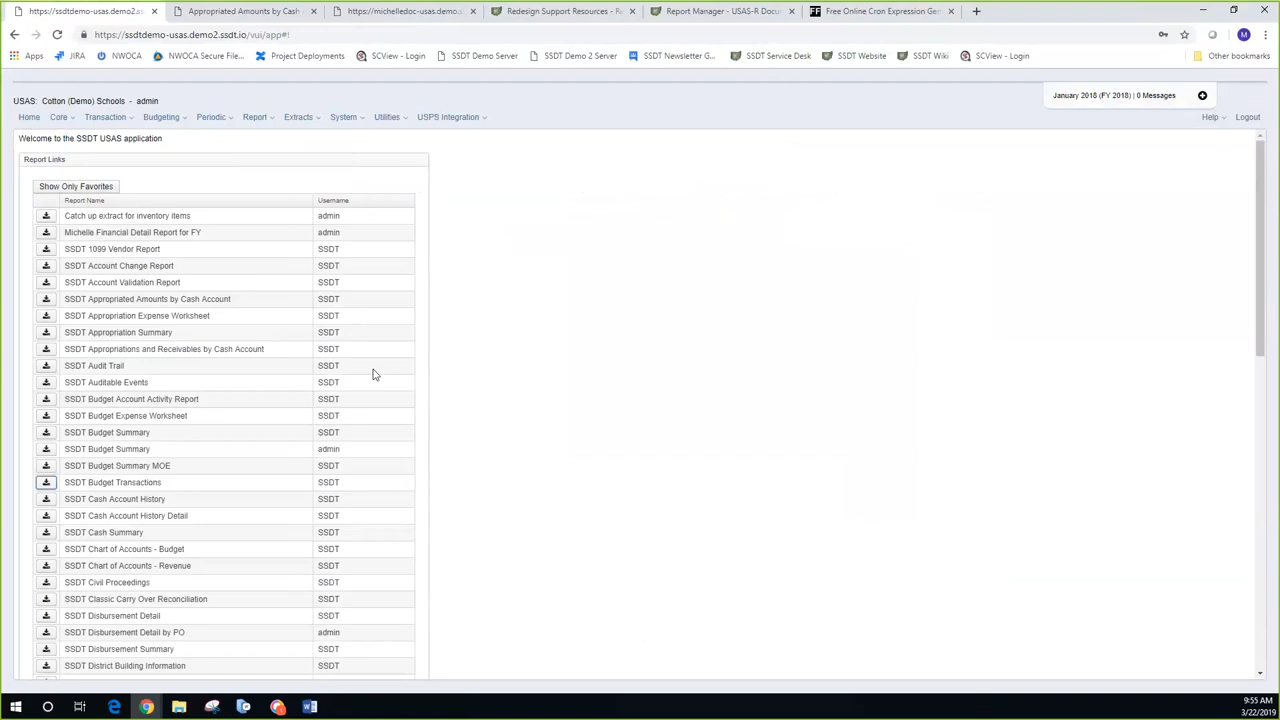 https://ssdtdemo-usas.demo2.ss
Appropriated Amounts by Cash
https://michelledoc-usas.demo
Redesign Support Resources - Re
Report Manager - USAS-R Docu
Free Online Cron Expression Ge
https://ssdtdemo-usas.demo2.ssdt.io/vui/app#!
M
Apps
JIRA
NWOCA
NWOCA Secure File...
Project Deployments
SCView - Login
SSDT Demo Server
SSDT Demo 2 Server
SSDT Newsletter G...
SSDT Service Desk
SSDT Website
SSDT Wiki
SCView - Login
Other bookmarks
January 2018 (FY 2018) | 0 Messages
USAS: Cotton (Demo) Schools - admin
Home Core Transaction Budgeting Periodic Report Extracts System Utilities USPS Integration Help Logout
Welcome to the SSDT USAS application
Report Links
Show Only Favorites
Report Name Username
Catch up extract for inventory items admin
Michelle Financial Detail Report for FY admin
SSDT 1099 Vendor Report SSDT
SSDT Account Change Report SSDT
SSDT Account Validation Report SSDT
SSDT Appropriated Amounts by Cash Account SSDT
SSDT Appropriation Expense Worksheet SSDT
SSDT Appropriation Summary SSDT
SSDT Appropriations and Receivables by Cash Account SSDT
SSDT Audit Trail SSDT
SSDT Auditable Events SSDT
SSDT Budget Account Activity Report SSDT
SSDT Budget Expense Worksheet SSDT
SSDT Budget Summary SSDT
SSDT Budget Summary admin
SSDT Budget Summary MOE SSDT
SSDT Budget Transactions SSDT
SSDT Cash Account History SSDT
SSDT Cash Account History Detail SSDT
SSDT Cash Summary SSDT
SSDT Chart of Accounts - Budget SSDT
SSDT Chart of Accounts - Revenue SSDT
SSDT Civil Proceedings SSDT
SSDT Classic Carry Over Reconciliation SSDT
SSDT Disbursement Detail SSDT
SSDT Disbursement Detail by PO admin
SSDT Disbursement Summary SSDT
SSDT District Building Information SSDT
9:55 AM
3/22/2019